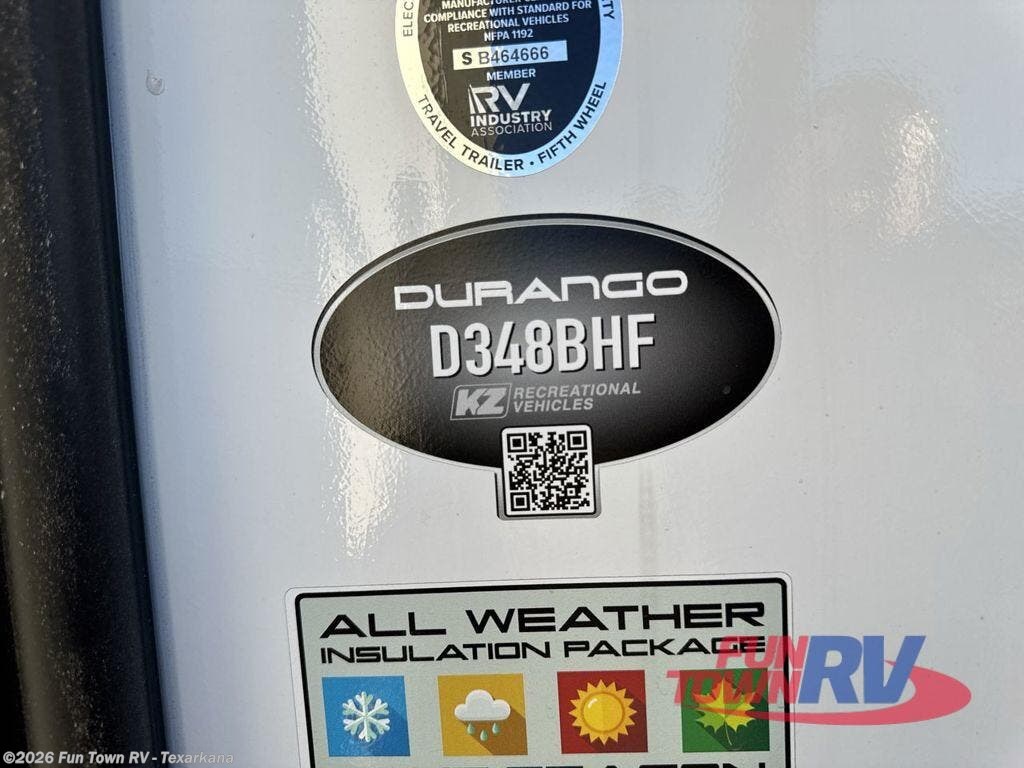 COMPLIANCE WITH STANDARD FOR
RECREATIONAL VEHICLES
NFPA 1192
S B464666
MEMBER
RV
INDUSTRY
ASSOCIATION
TRAVEL TRAILER • FIFTH WHEEL
DURANGO
D348BHF
KZ RECREATIONAL
VEHICLES
ALL WEATHER
INSULATION PACKAGE
FUN
TOWN RV
©2026 Fun Town RV - Texarkana